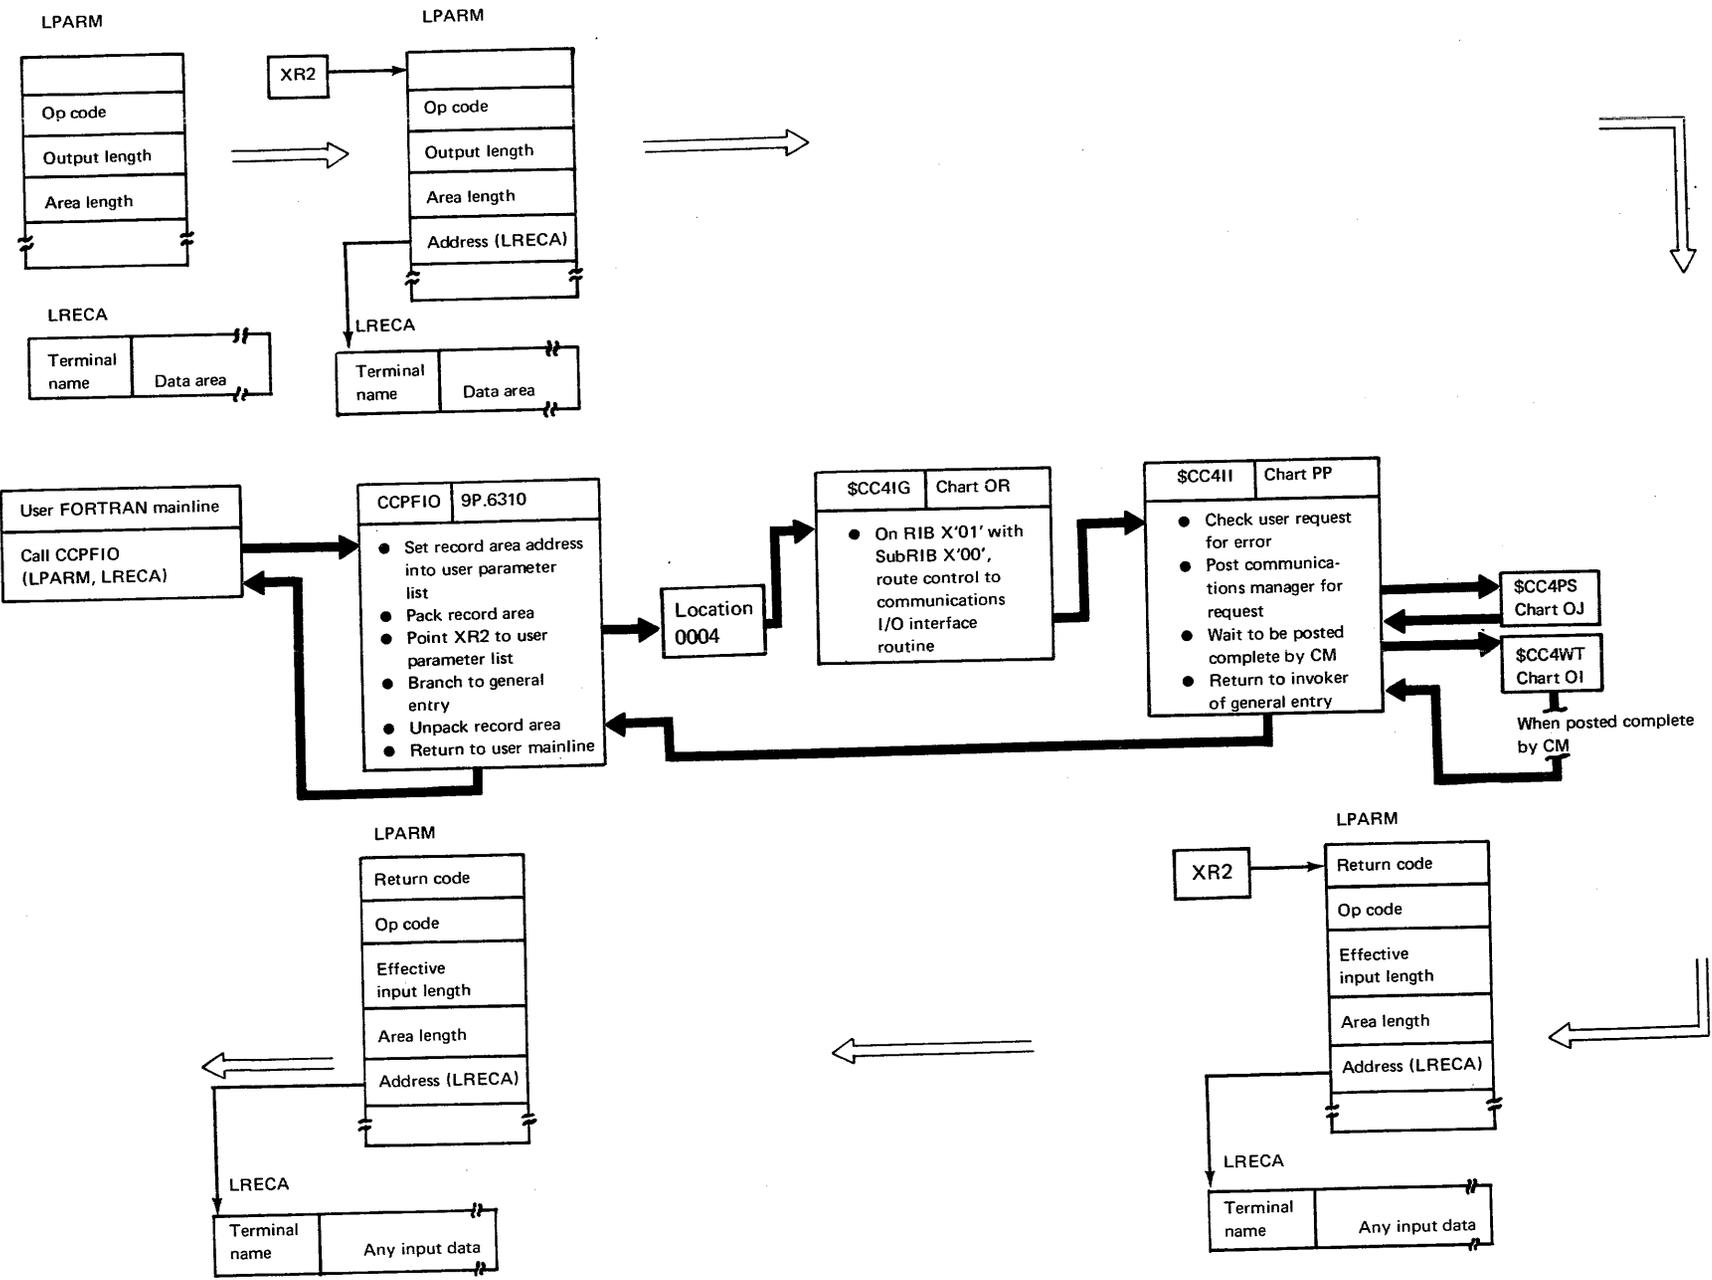 LPARM
Op code
Output length
Area length
LRECA
Terminal
name
Data area
LPARM
XR2
Op code
Output length
Area length
Address (LRECA)
LRECA
Terminal
name
Data area
User FORTRAN mainline
Call CCPFIO
(LPARM, LRECA)
CCPFIO
9P.6310
● Set record area address
into user parameter
list
● Pack record area
● Point XR2 to user
parameter list
● Branch to general
entry
● Unpack record area
● Return to user mainline
Location
0004
$CC4IG
Chart OR
● On RIB X'01' with
SubRIB X'00',
route control to
communications
I/O interface
routine
$CC4II
Chart PP
● Check user request
for error
● Post communica-
tions manager for
request
● Wait to be posted
complete by CM
● Return to invoker
of general entry
$CC4PS
Chart OJ
$CC4WT
Chart OI
When posted complete
by CM
LPARM
Return code
Op code
Effective
input length
Area length
Address (LRECA)
LRECA
Terminal
name
Any input data
LPARM
XR2
Return code
Op code
Effective
input length
Area length
Address (LRECA)
LRECA
Terminal
name
Any input data